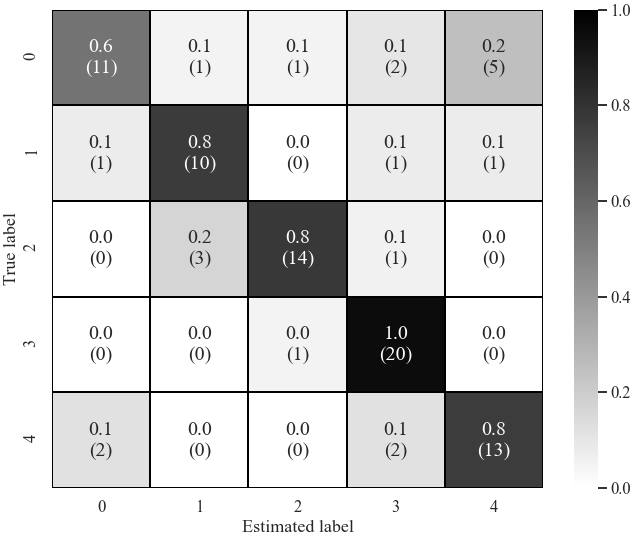 0.6 0.1 0.1 0.1 0.2
(11) (1) (1) (2) (5)
0
0.1 0.8 0.0 0.1 0.1
(1) (10) (0) (1) (1)
1
0.0 0.2 0.8 0.1 0.0
(0) (3) (14) (1) (0)
2
0.0 0.0 0.0 1.0 0.0
(0) (0) (1) (20) (0)
3
0.1 0.0 0.0 0.1 0.8
(2) (0) (0) (2) (13)
4
True label
0 1 2 3 4
Estimated label
1.0
0.8
0.6
0.4
0.2
0.0